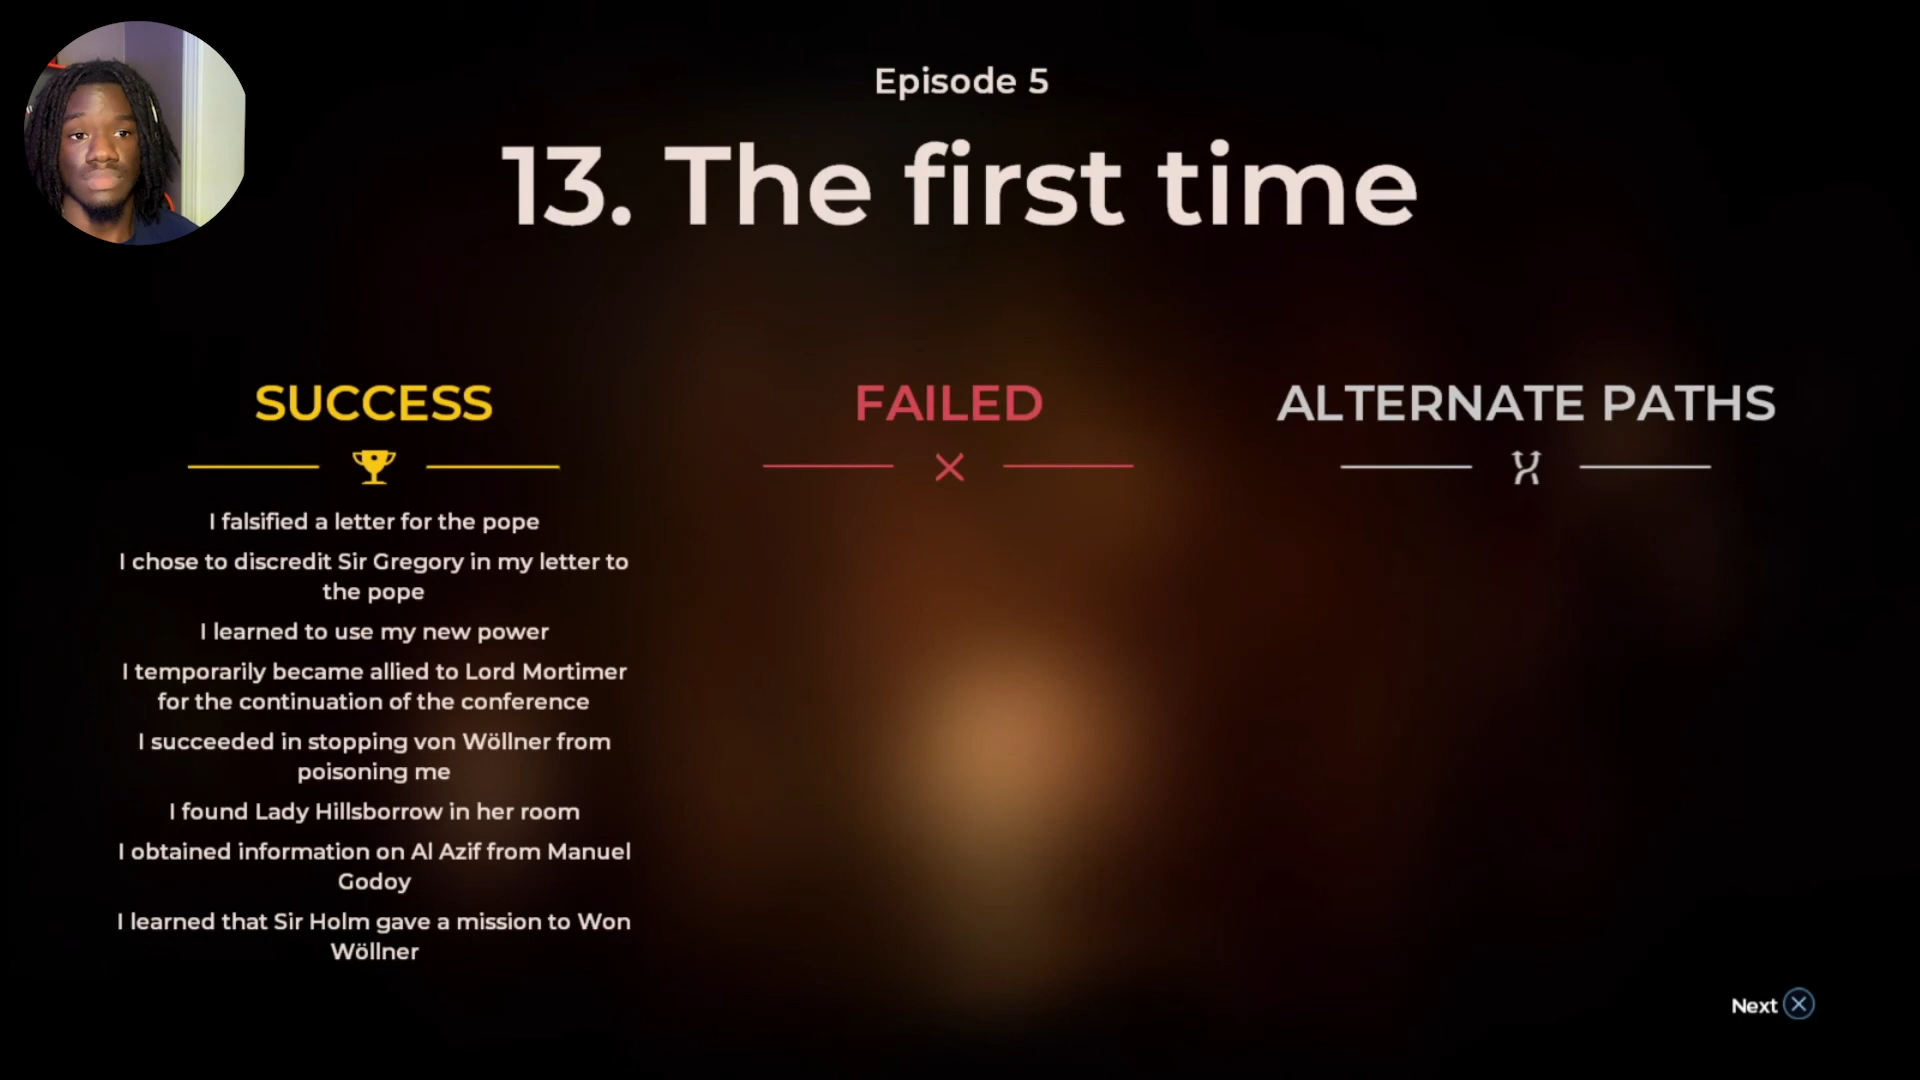 Episode 5
13. The first time
SUCCESS
I falsified a letter for the pope
I chose to discredit Sir Gregory in my letter to
the pope
I learned to use my new power
I temporarily became allied to Lord Mortimer
for the continuation of the conference
I succeeded in stopping von Wöllner from
poisoning me
I found Lady Hillsborrow in her room
I obtained information on Al Azif from Manuel
Godoy
I learned that Sir Holm gave a mission to Won
Wöllner
FAILED
ALTERNATE PATHS
Next